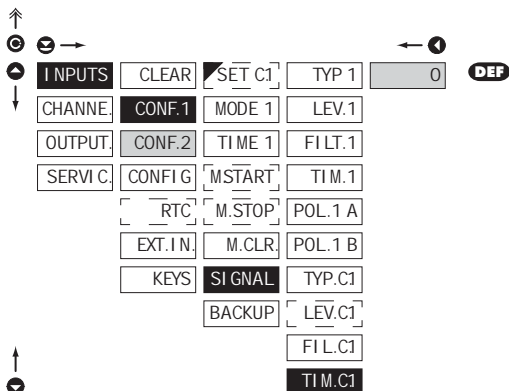 INPUTS CLEAR SET C.1 TYP 1 0 DEF
CHANNE. CONF.1 MODE 1 LEV.1
OUTPUT. CONF.2 TIME 1 FILT.1
SERVIC. CONFIG M.START TIM.1
RTC M.STOP POL.1 A
EXT.IN. M.CLR. POL.1 B
KEYS SIGNAL TYP.C1
BACKUP LEV.C1
FIL.C1
TIM.C1